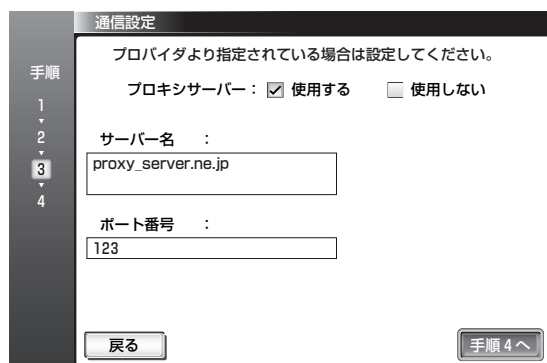 通信設定
手順
1
2
3
4
プロバイダより指定されている場合は設定してください。
プロキシサーバー： 使用する 使用しない
サーバー名 ：
proxy_server.ne.jp
ポート番号 ：
123
戻る
手順 4 へ